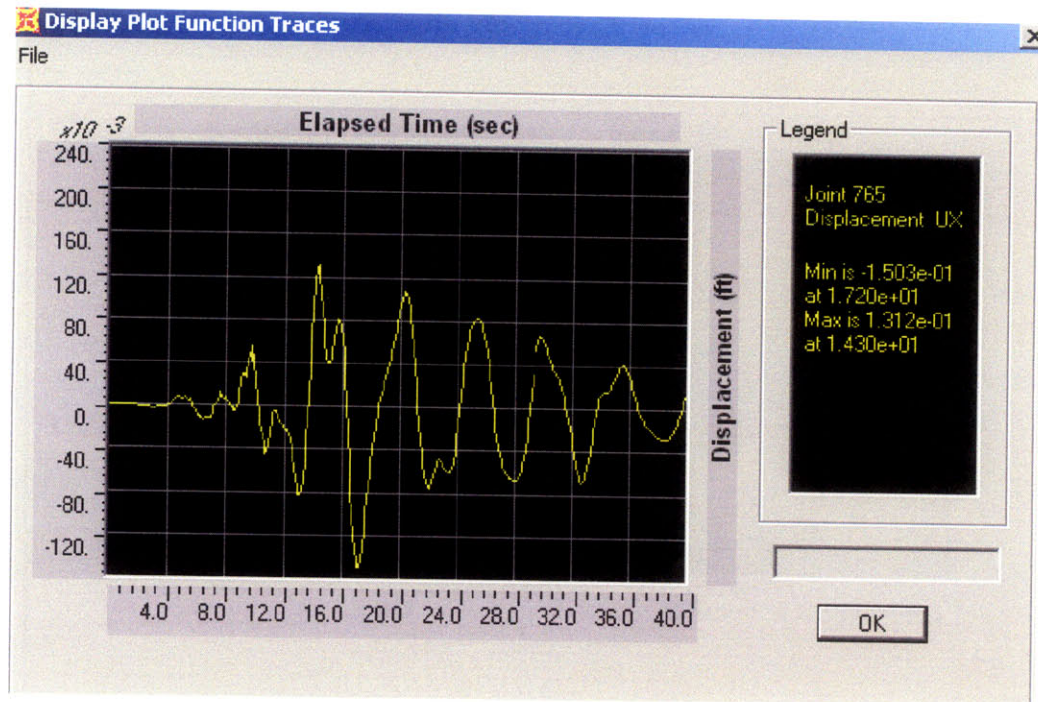 Display Plot Function Traces
File
x10 -3
Elapsed Time (sec)
240.
200.
160.
120.
80.
40.
0.
-40.
-80.
-120.
4.0 8.0 12.0 16.0 20.0 24.0 28.0 32.0 36.0 40.0
Displacement (ft)
Legend
Joint 765
Displacement UX
Min is -1.503e-01
at 1.720e+01
Max is 1.312e-01
at 1.430e+01
OK